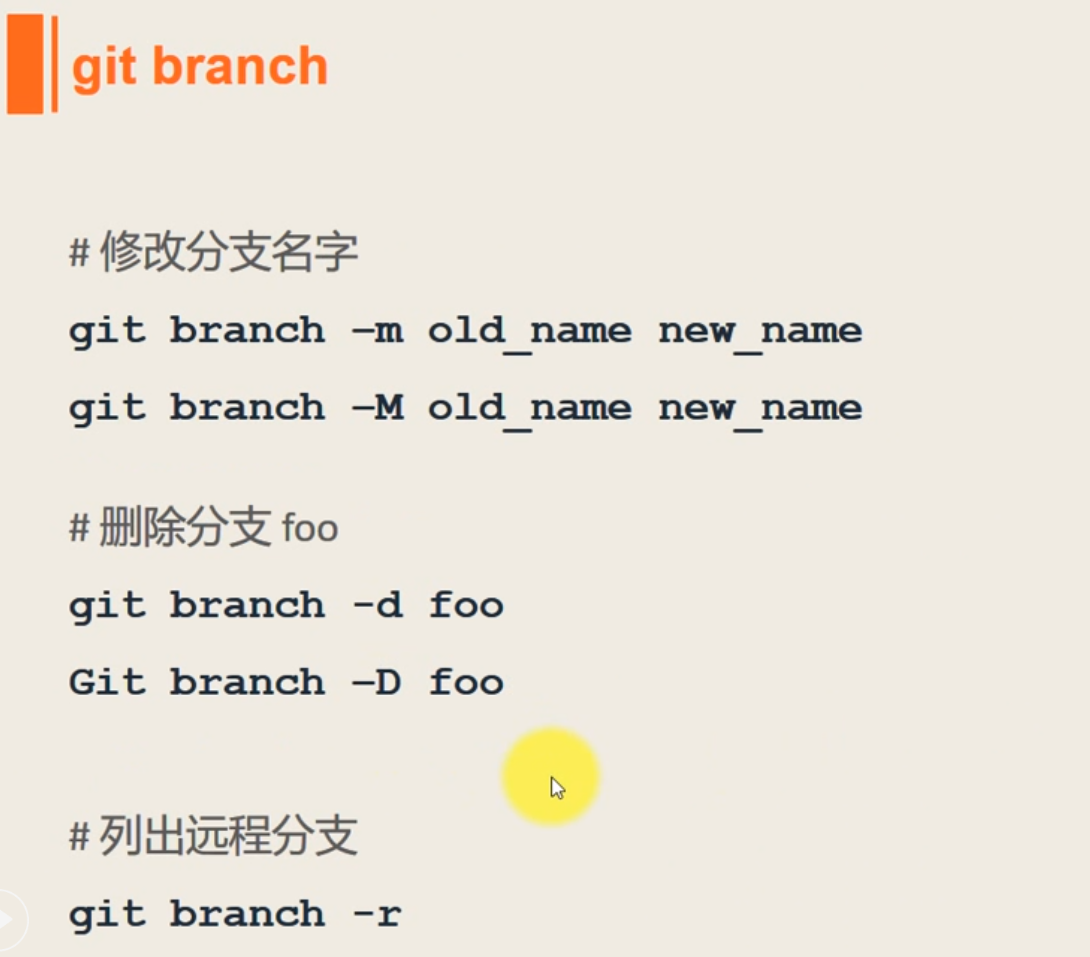 git branch
# 修改分支名字
git branch –m old_name new_name
git branch –M old_name new_name
# 删除分支 foo
git branch -d foo
Git branch –D foo
# 列出远程分支
git branch -r